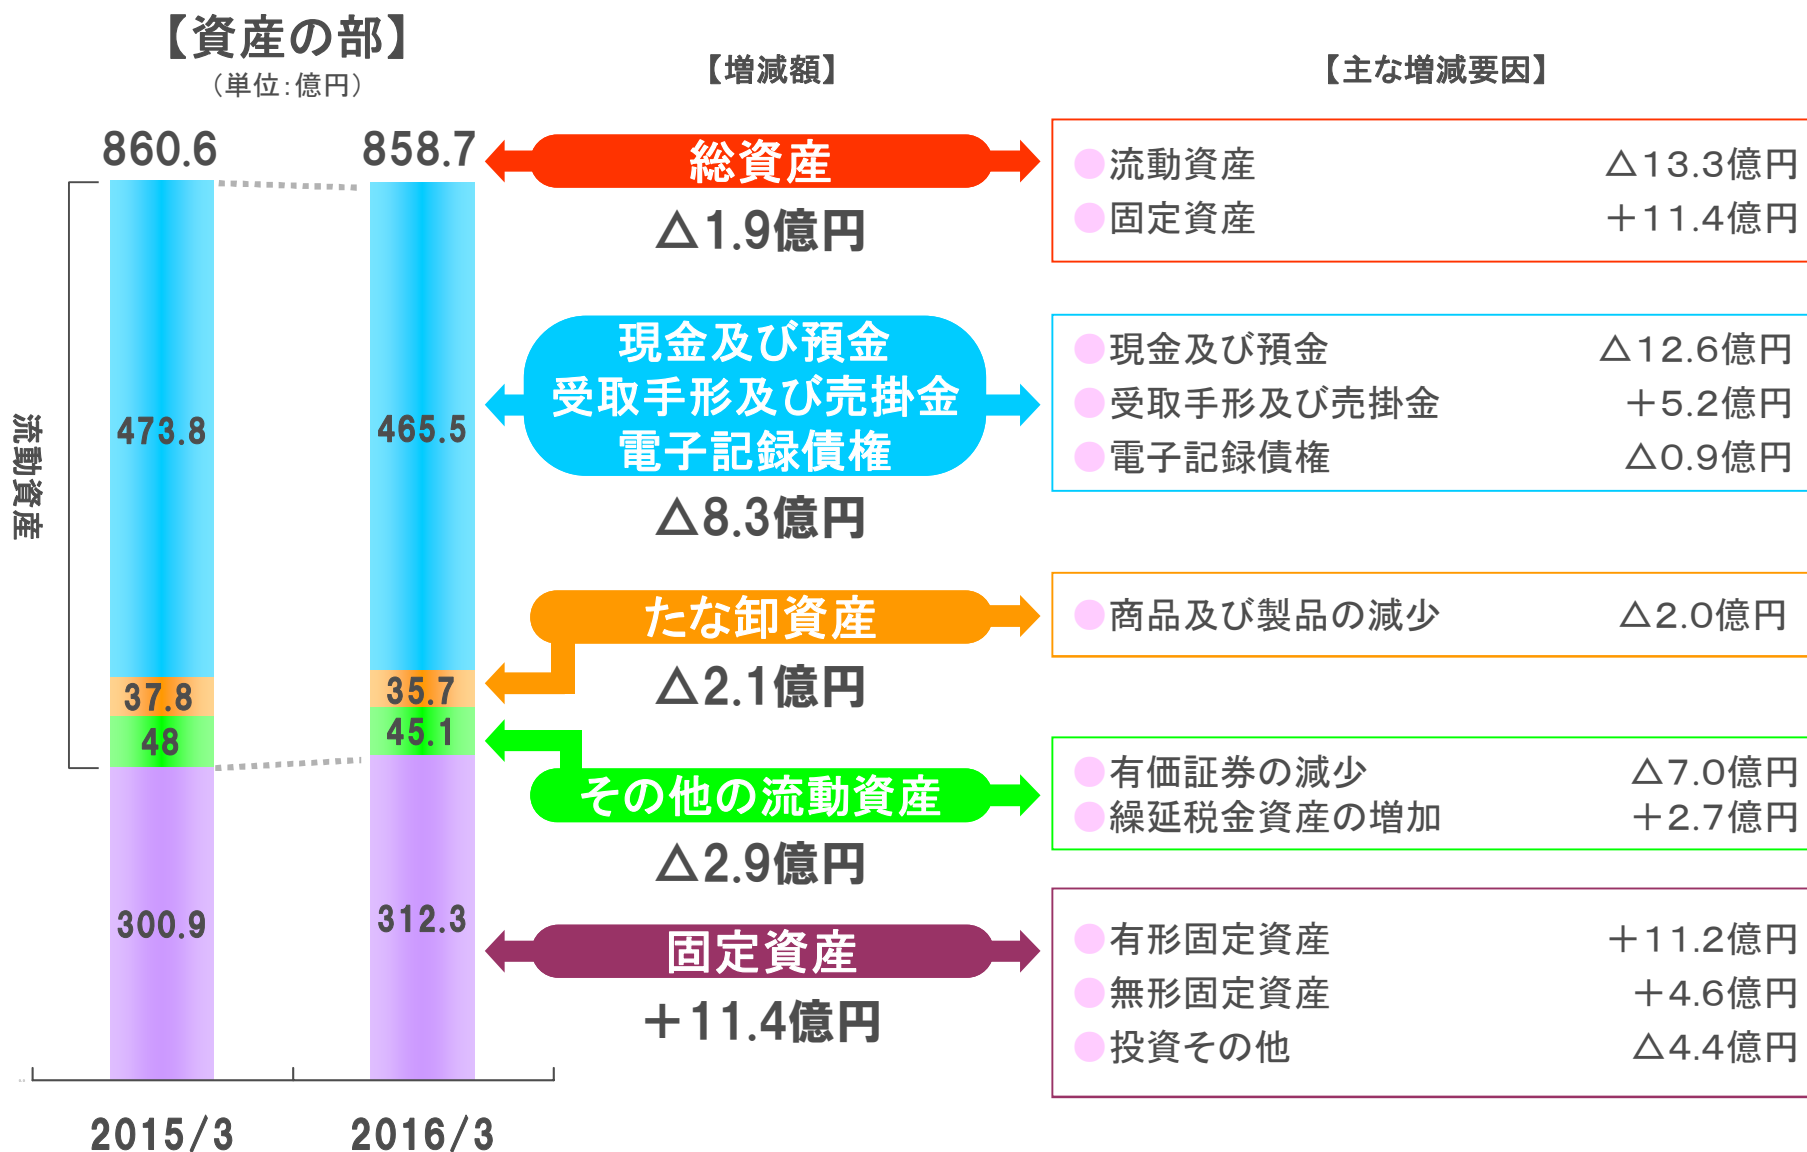 【資産の部】
（単位：億円）
【増減額】
【主な増減要因】
860.6
858.7
総資産
△1.9億円
流動資産 △13.3億円
固定資産 ＋11.4億円
流動資産
473.8
465.5
現金及び預金
受取手形及び売掛金
電子記録債権
△8.3億円
現金及び預金 △12.6億円
受取手形及び売掛金 ＋5.2億円
電子記録債権 △0.9億円
37.8
35.7
たな卸資産
△2.1億円
商品及び製品の減少 △2.0億円
48
45.1
その他の流動資産
△2.9億円
有価証券の減少 △7.0億円
繰延税金資産の増加 ＋2.7億円
300.9
312.3
固定資産
＋11.4億円
有形固定資産 ＋11.2億円
無形固定資産 ＋4.6億円
投資その他 △4.4億円
2015/3
2016/3